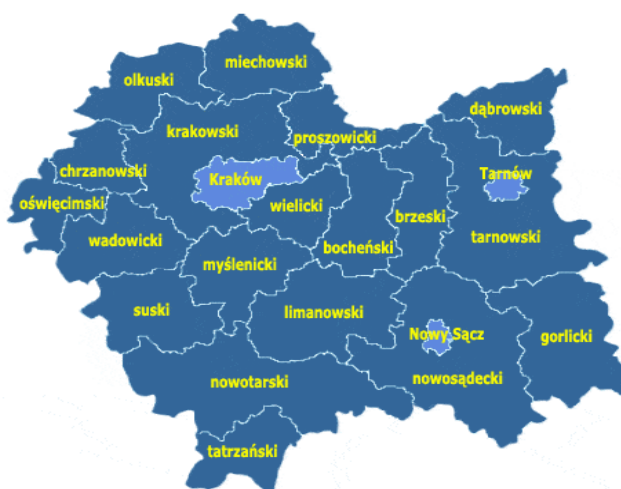 miechowski
olkuski
dąbrowski
krakowski
proszowicki
chrzanowski
Kraków
Tarnów
oświęcimski
wielicki
brzeski
wadowicki
bocheński
tarnowski
myślenicki
suski
limanowski
Nowy Sącz
gorlicki
nowotarski
nowosądecki
tatrzański